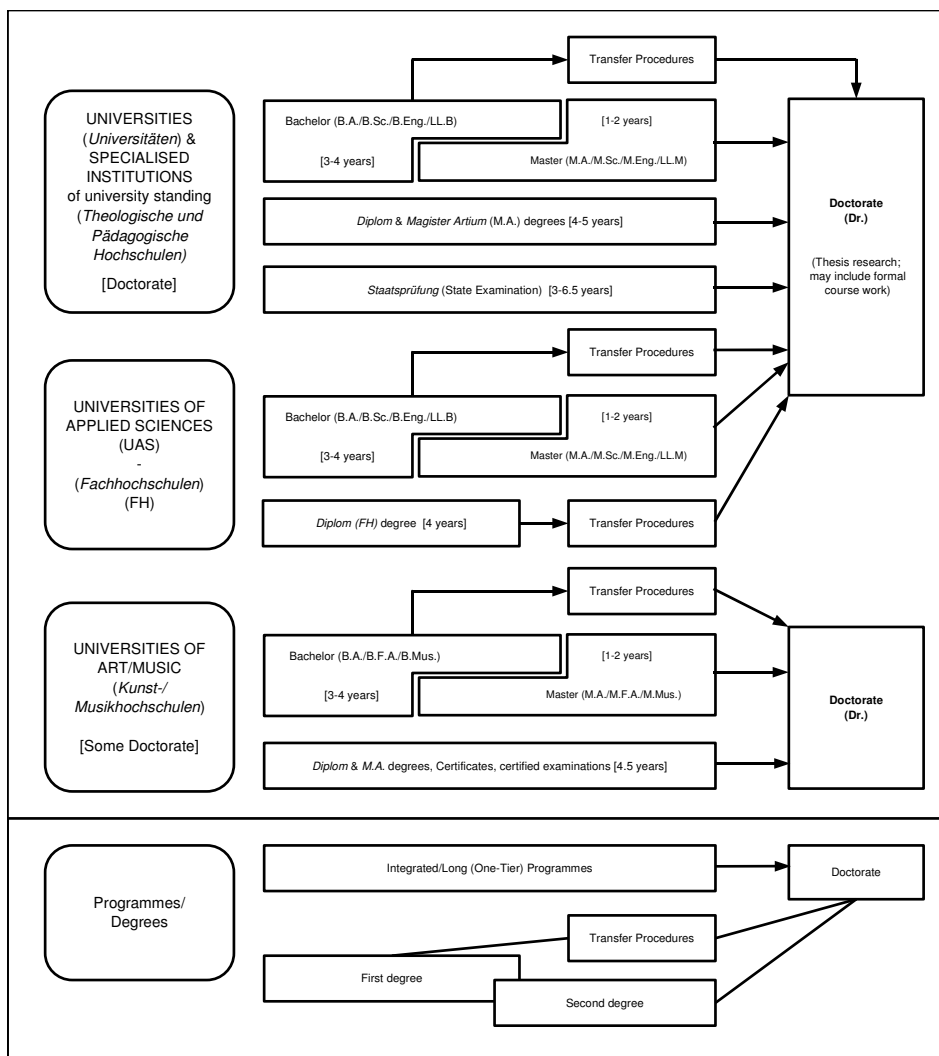 Transfer Procedures
UNIVERSITIES
(Universitäten) &
SPECIALISED
INSTITUTIONS
of university standing
(Theologische und
Pädagogische
Hochschulen)
[Doctorate]
Bachelor (B.A./B.Sc./B.Eng./LL.B)
[3-4 years]
[1-2 years]
Master (M.A./M.Sc./M.Eng./LL.M)
Diplom & Magister Artium (M.A.) degrees [4-5 years]
Staatsprüfung (State Examination) [3-6.5 years]
Doctorate
(Dr.)
(Thesis research;
may include formal
course work)
Transfer Procedures
UNIVERSITIES OF
APPLIED SCIENCES
(UAS)
-
(Fachhochschulen)
(FH)
Bachelor (B.A./B.Sc./B.Eng./LL.B)
[3-4 years]
[1-2 years]
Master (M.A./M.Sc./M.Eng./LL.M)
Diplom (FH) degree [4 years]
Transfer Procedures
Transfer Procedures
UNIVERSITIES OF
ART/MUSIC
(Kunst-/
Musikhochschulen)
[Some Doctorate]
Bachelor (B.A./B.F.A./B.Mus.)
[3-4 years]
[1-2 years]
Master (M.A./M.F.A./M.Mus.)
Diplom & M.A. degrees, Certificates, certified examinations [4.5 years]
Doctorate
(Dr.)
Programmes/
Degrees
Integrated/Long (One-Tier) Programmes
Doctorate
Transfer Procedures
First degree
Second degree